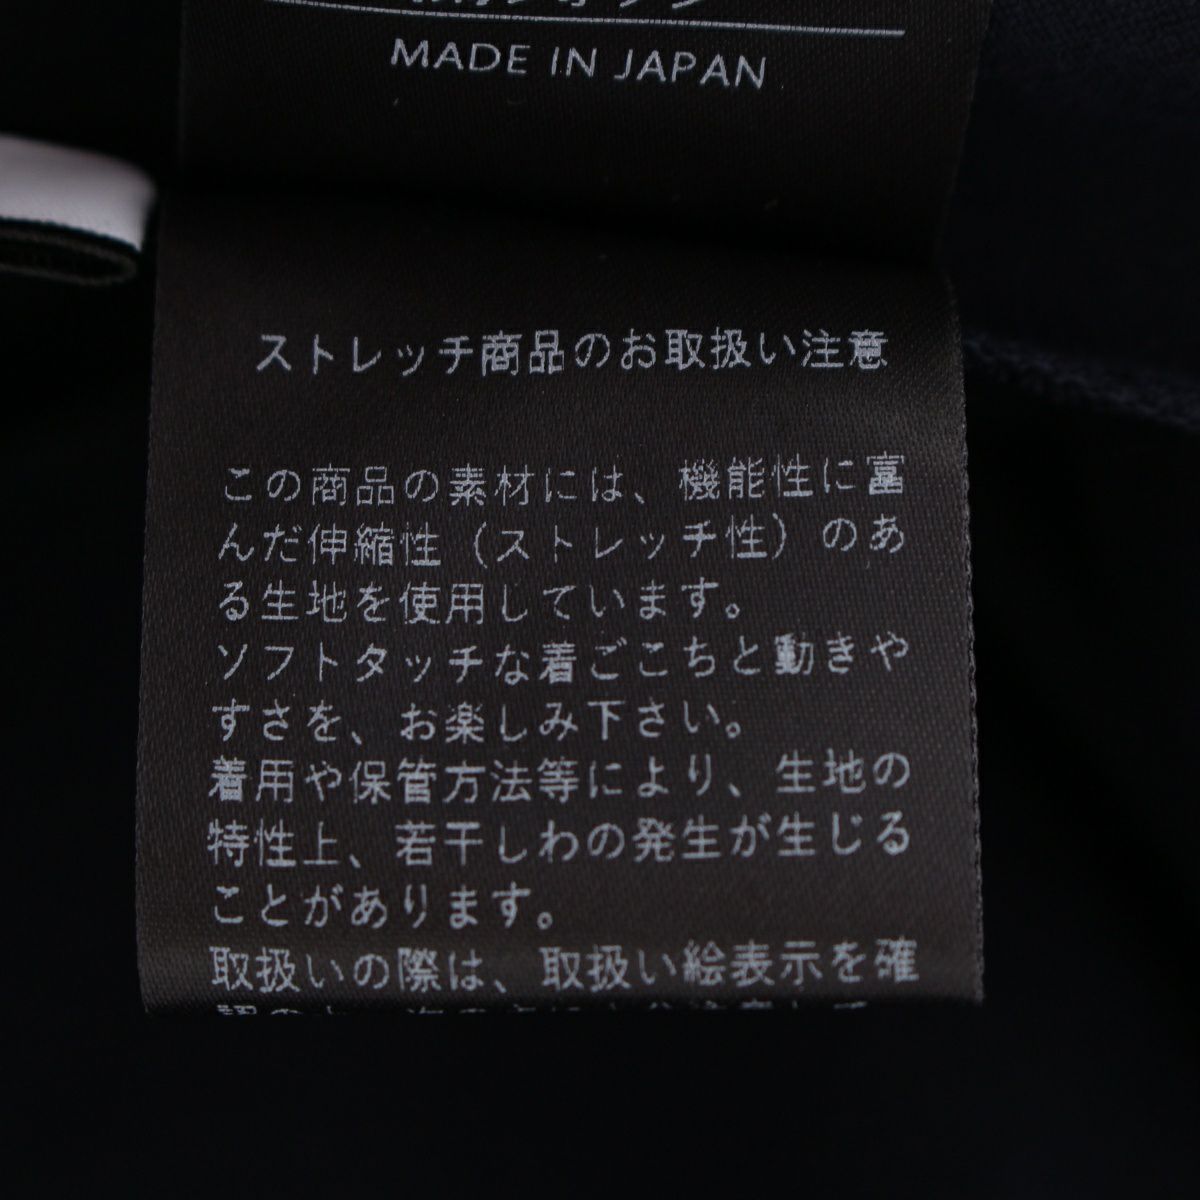 MADE IN JAPAN
ストレッチ商品のお取扱い注意
この商品の素材には、機能性に富
んだ伸縮性（ストレッチ性）のあ
る生地を使用しています。
ソフトタッチな着ごこちと動きや
すさを、お楽しみ下さい。
着用や保管方法等により、生地の
特性上、若干しわの発生が生じる
ことがあります。
取扱いの際は、取扱い絵表示を確